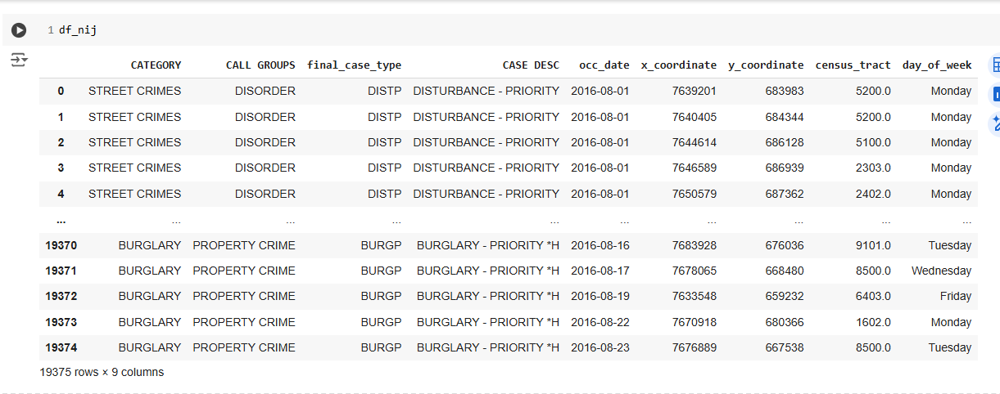 1 df_nij
CATEGORY CALL GROUPS final_case_type CASE DESC occ_date x_coordinate y_coordinate census_tract day_of_week
0 STREET CRIMES DISORDER DISTP DISTURBANCE - PRIORITY 2016-08-01 7639201 683983 5200.0 Monday
1 STREET CRIMES DISORDER DISTP DISTURBANCE - PRIORITY 2016-08-01 7640405 684344 5200.0 Monday
2 STREET CRIMES DISORDER DISTP DISTURBANCE - PRIORITY 2016-08-01 7644614 686128 5100.0 Monday
3 STREET CRIMES DISORDER DISTP DISTURBANCE - PRIORITY 2016-08-01 7646589 686939 2303.0 Monday
4 STREET CRIMES DISORDER DISTP DISTURBANCE - PRIORITY 2016-08-01 7650579 687362 2402.0 Monday
... ... ... ... ... ... ... ... ... ...
19370 BURGLARY PROPERTY CRIME BURGP BURGLARY - PRIORITY *H 2016-08-16 7683928 676036 9101.0 Tuesday
19371 BURGLARY PROPERTY CRIME BURGP BURGLARY - PRIORITY *H 2016-08-17 7678065 668480 8500.0 Wednesday
19372 BURGLARY PROPERTY CRIME BURGP BURGLARY - PRIORITY *H 2016-08-19 7633548 659232 6403.0 Friday
19373 BURGLARY PROPERTY CRIME BURGP BURGLARY - PRIORITY *H 2016-08-22 7670918 680366 1602.0 Monday
19374 BURGLARY PROPERTY CRIME BURGP BURGLARY - PRIORITY *H 2016-08-23 7676889 667538 8500.0 Tuesday
19375 rows × 9 columns